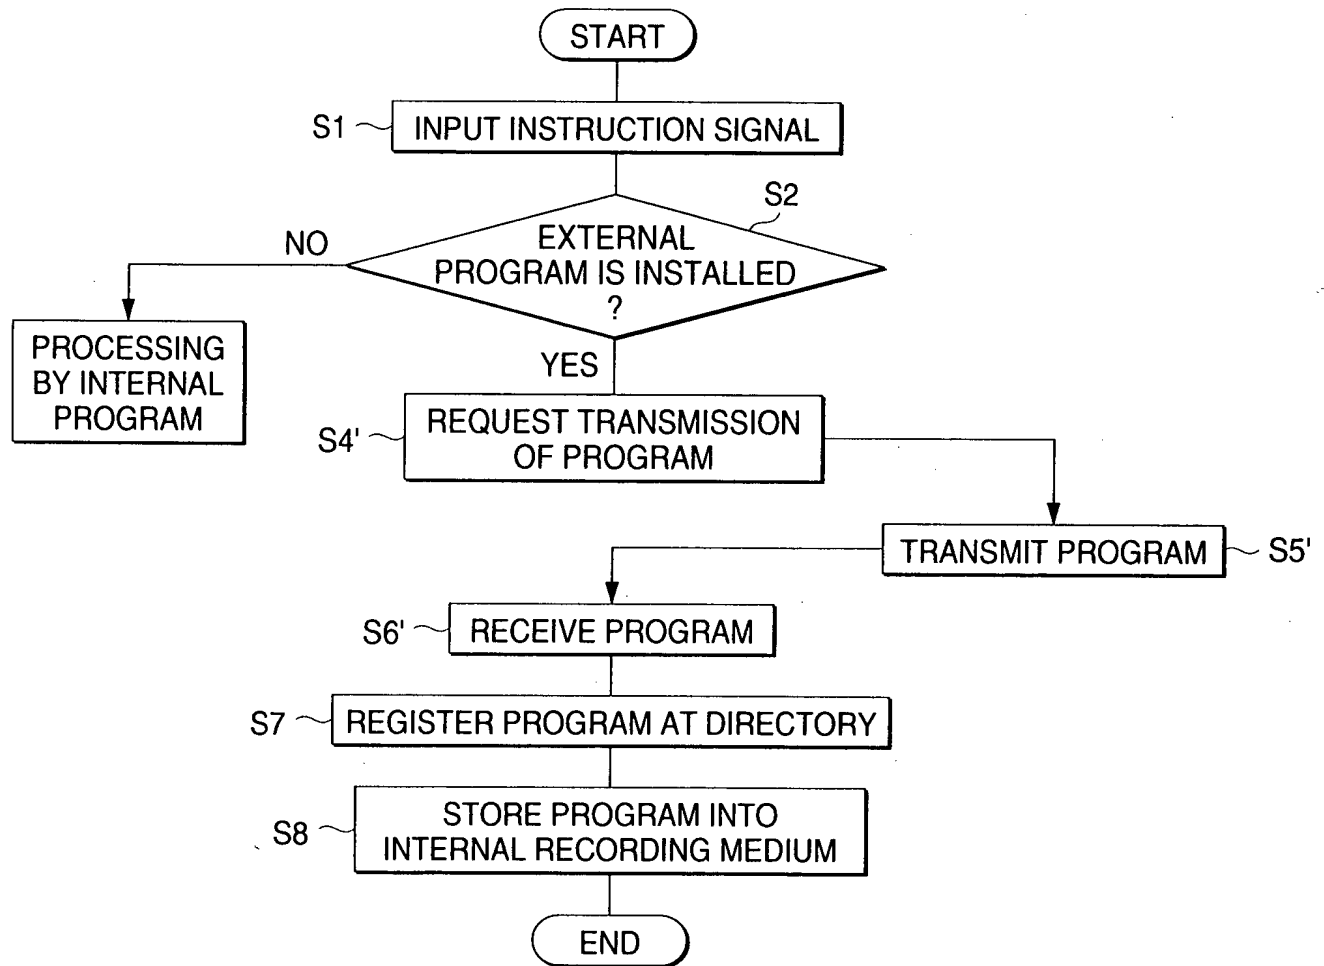 START
S1
INPUT INSTRUCTION SIGNAL
S2
NO
EXTERNAL
PROGRAM IS INSTALLED
?
PROCESSING
BY INTERNAL
PROGRAM
YES
S4'
REQUEST TRANSMISSION
OF PROGRAM
TRANSMIT PROGRAM
S5'
S6'
RECEIVE PROGRAM
S7
REGISTER PROGRAM AT DIRECTORY
S8
STORE PROGRAM INTO
INTERNAL RECORDING MEDIUM
END